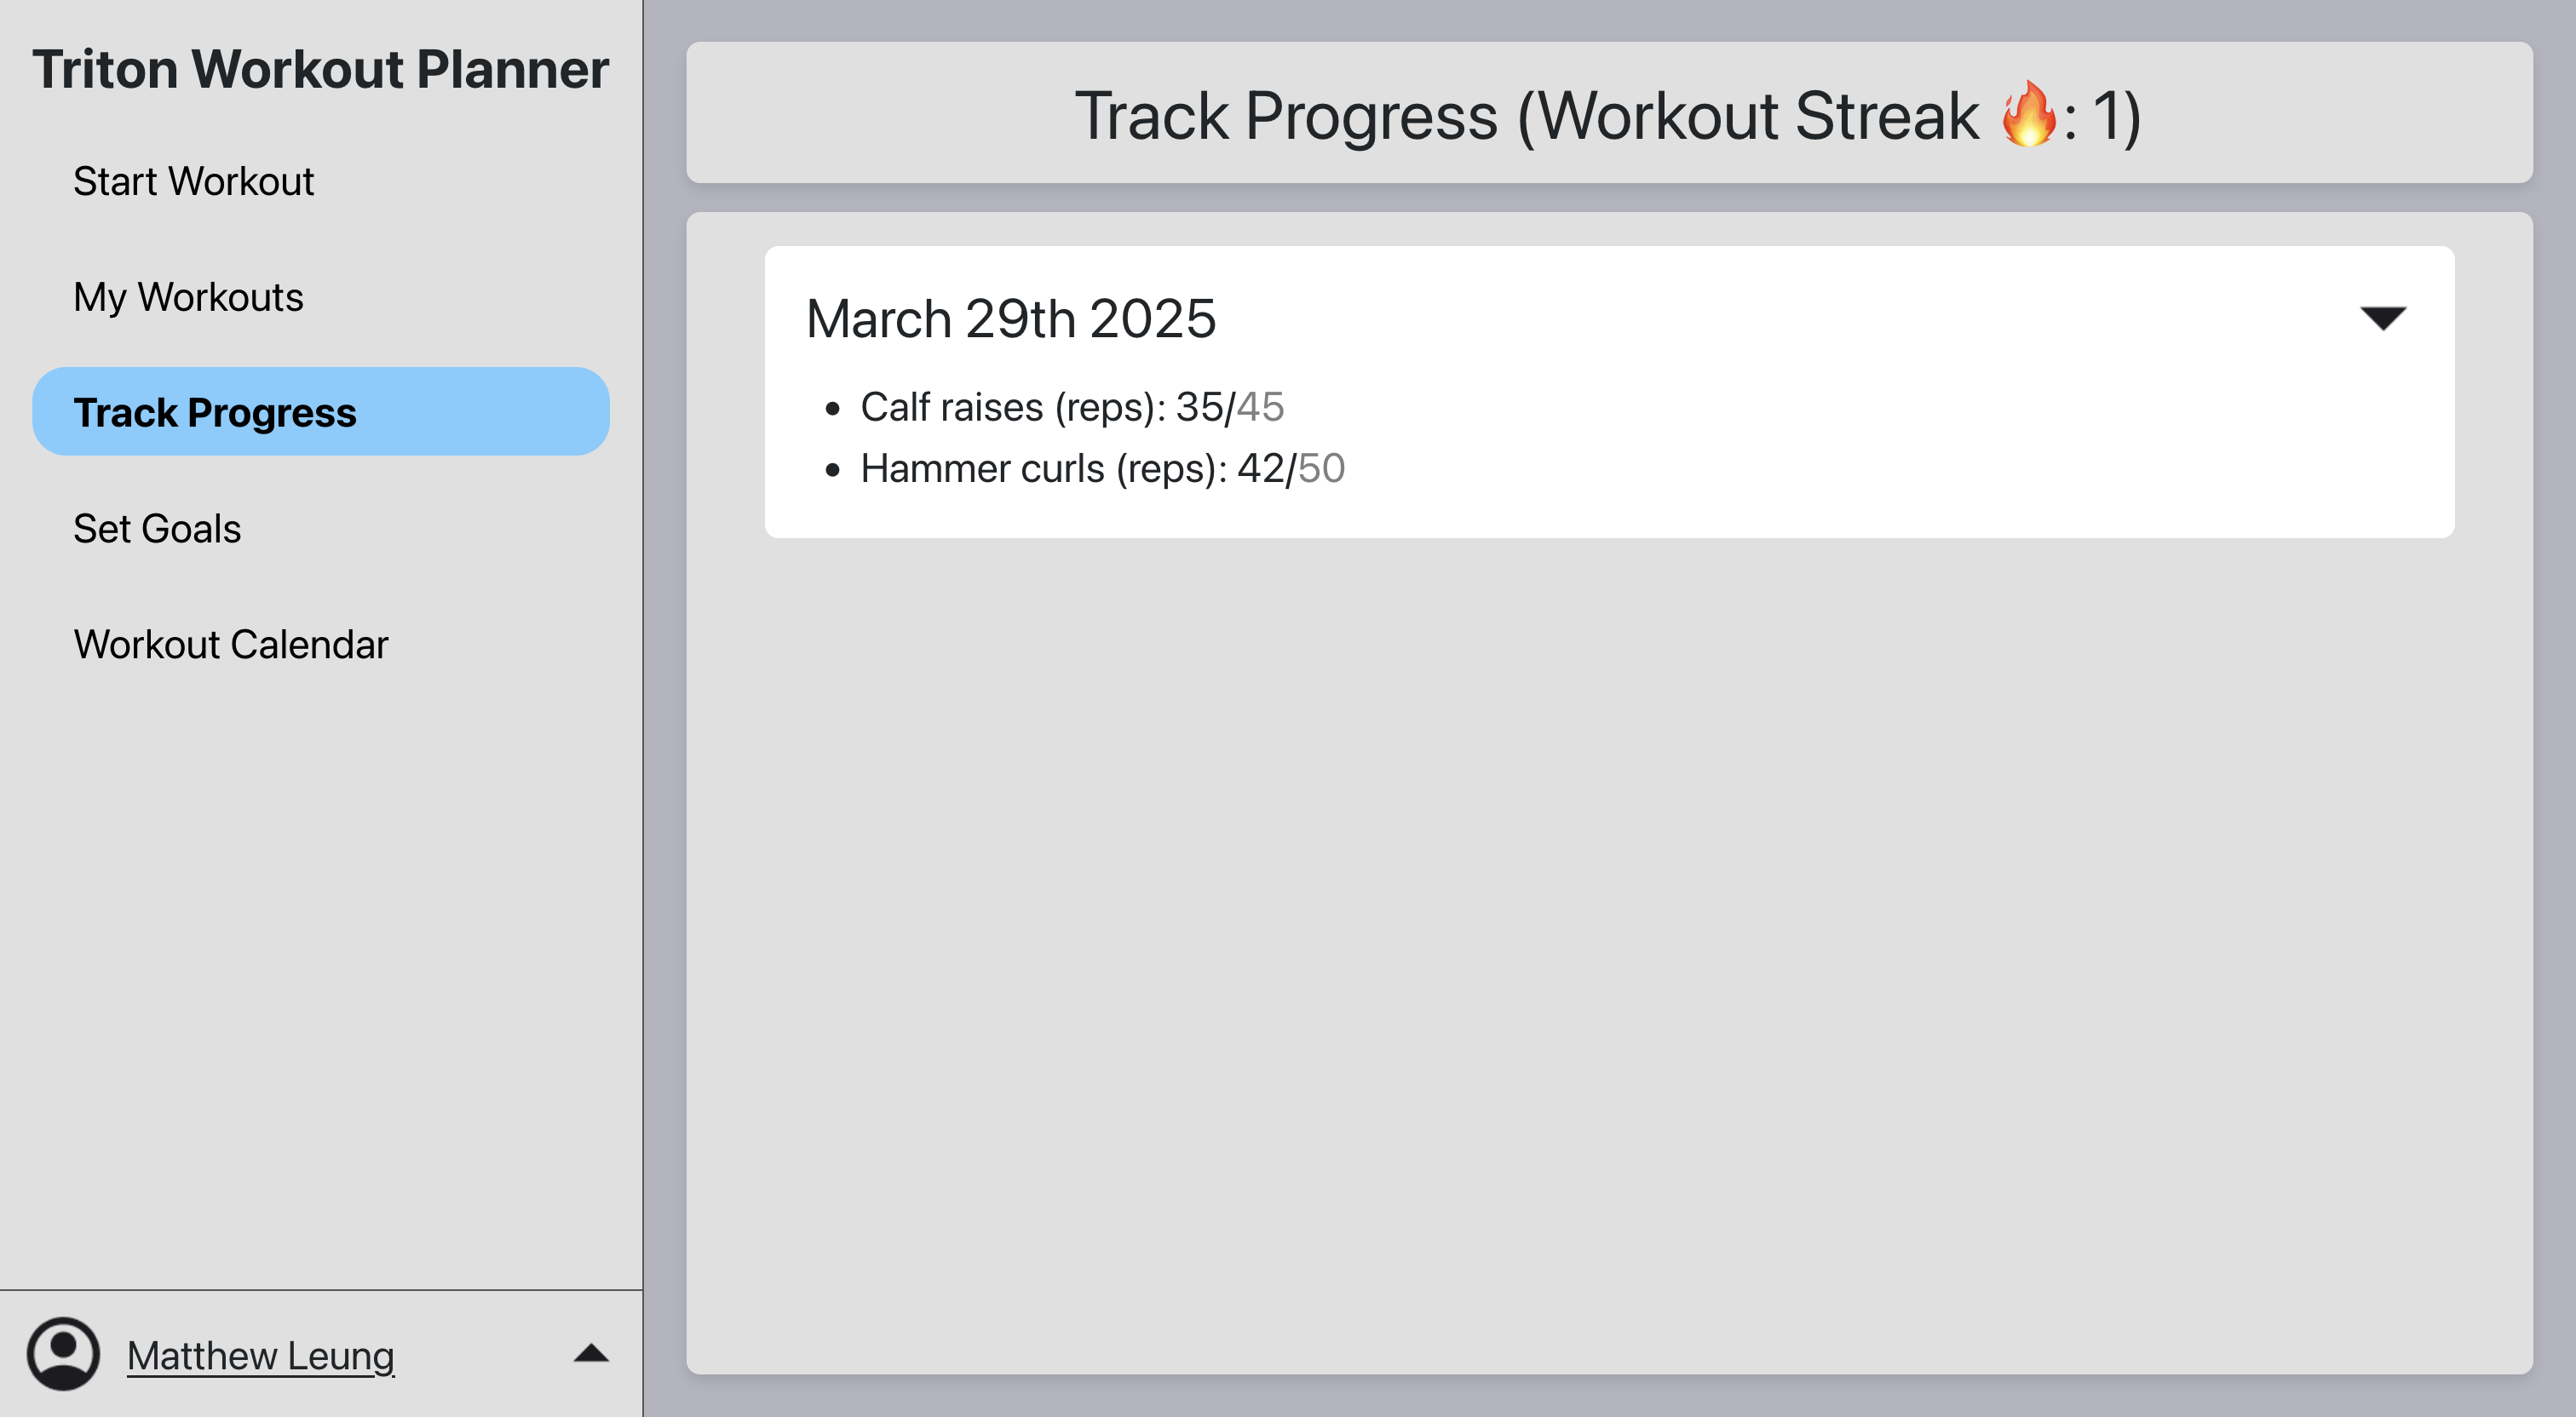 Triton Workout Planner
Start Workout
My Workouts
Track Progress
Set Goals
Workout Calendar
Matthew Leung
Track Progress (Workout Streak 🔥: 1)
March 29th 2025
• Calf raises (reps): 35/45
• Hammer curls (reps): 42/50